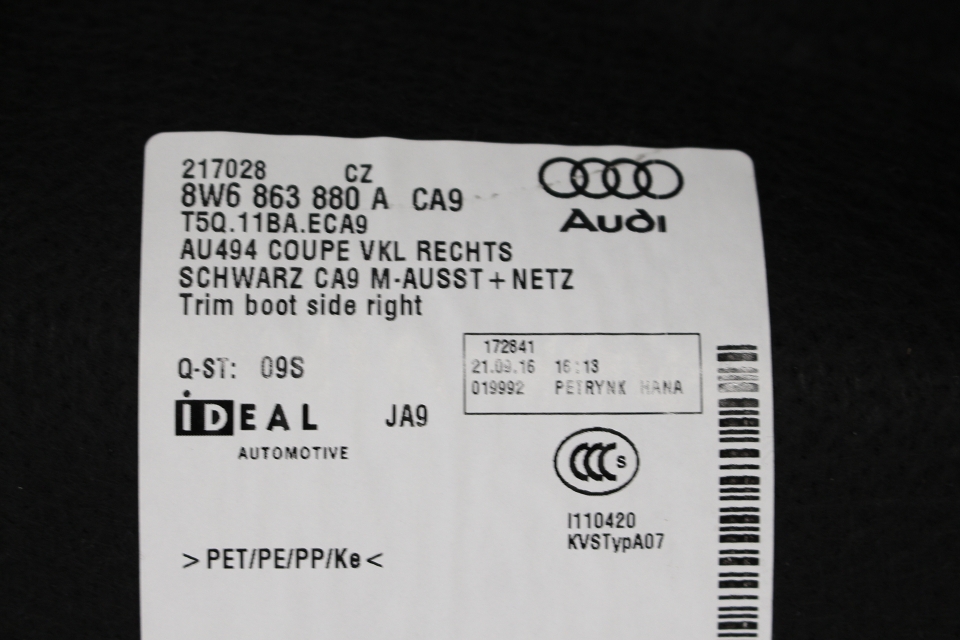 217028 CZ
8W6 863 880 A CA9
T5Q.11BA.ECA9
AU494 COUPE VKL RECHTS
SCHWARZ CA9 M-AUSST+NETZ
Trim boot side right
Audi
Q-ST: 09S
172841
21.09.16 16:13
019992 PETRYNK HANA
iDEAL JA9
AUTOMOTIVE
CCC S
I110420
KVSTypA07
>PET/PE/PP/Ke<